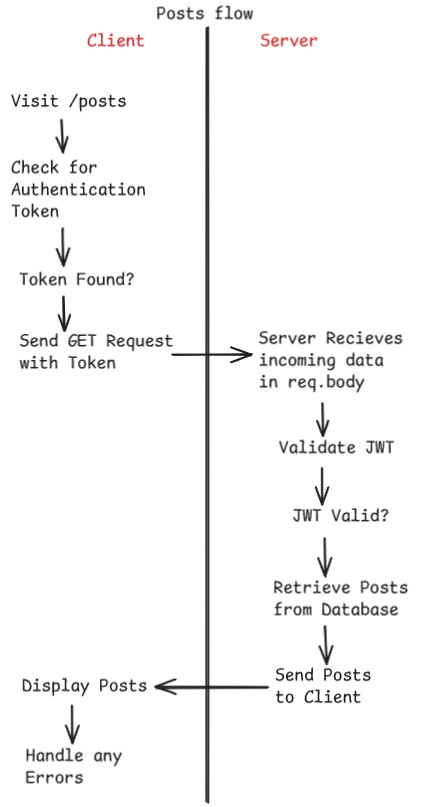 Posts flow
Client
Server
Visit /posts
Check for
Authentication
Token
Token Found?
Send GET Request
with Token
Server Recieves
incoming data
in req.body
Validate JWT
JWT Valid?
Retrieve Posts
from Database
Send Posts
to Client
Display Posts
Handle any
Errors